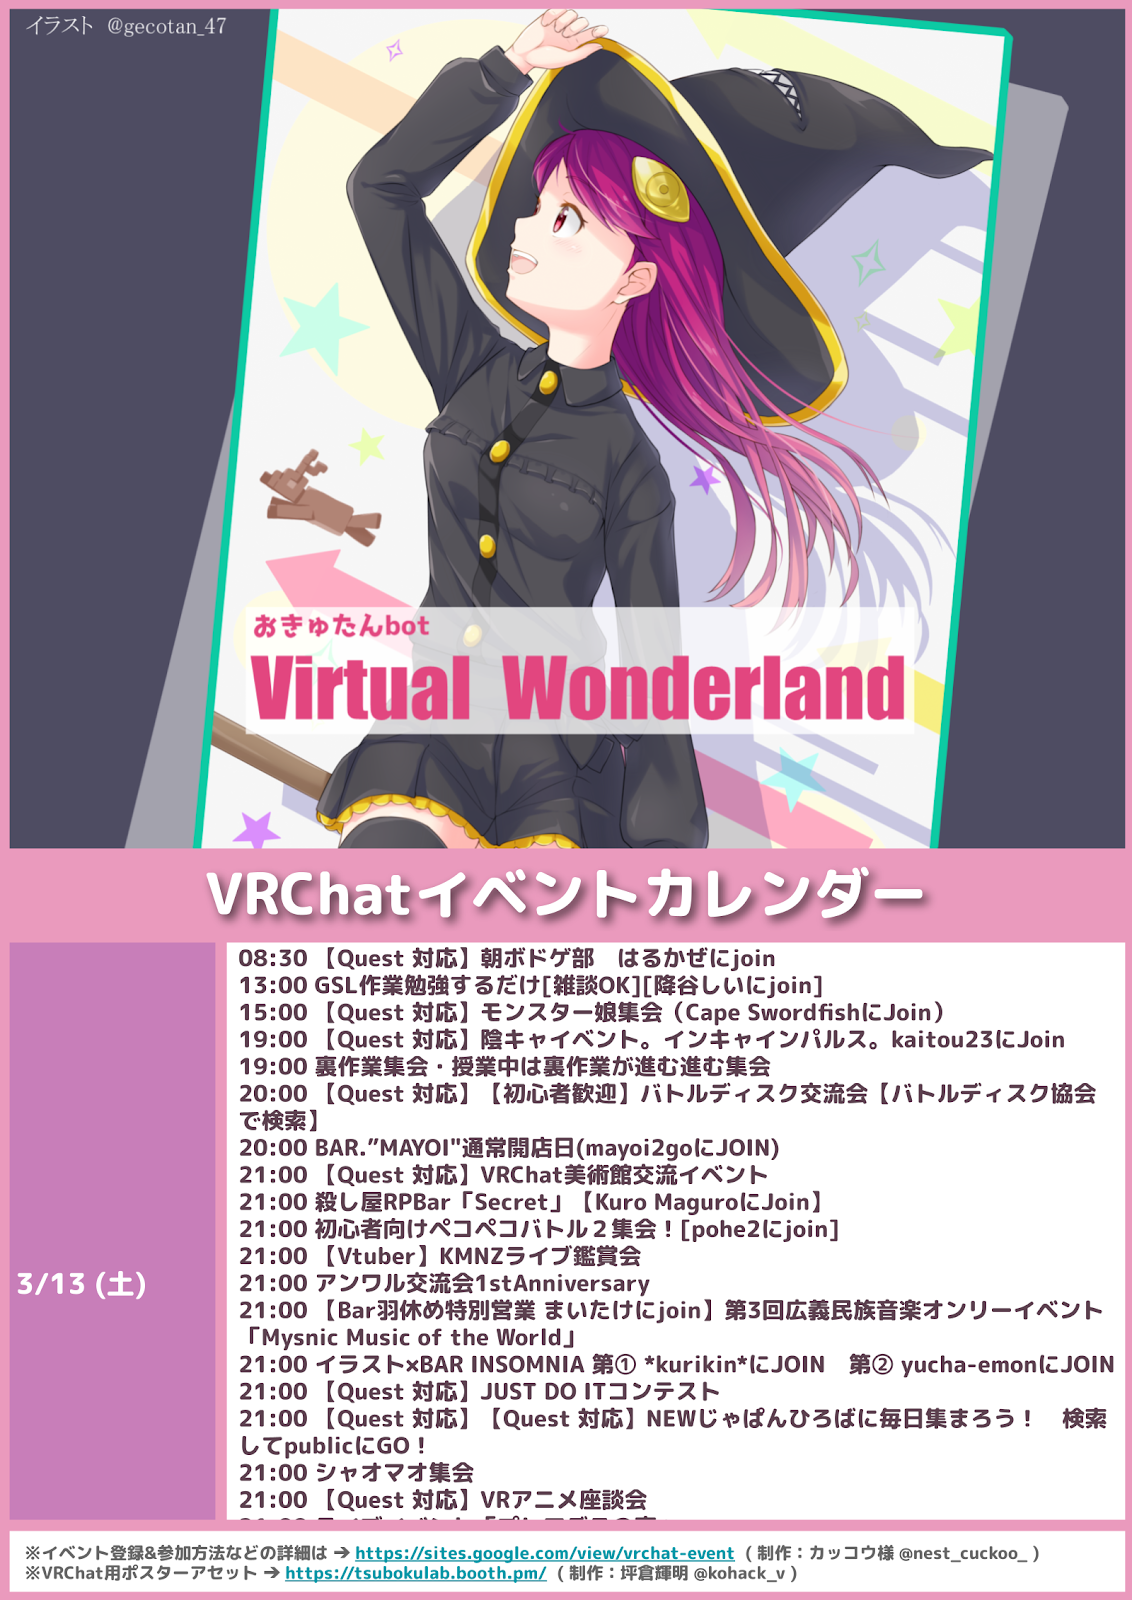 イラスト @gecotan_47
おきゅたんbot
Virtual Wonderland
VRChatイベントカレンダー
3/13 (土)
08:30 【Quest 対応】朝ボドゲ部　はるかぜにjoin
13:00 GSL作業勉強するだけ[雑談OK][降谷しいにjoin]
15:00 【Quest 対応】モンスター娘集会（Cape SwordfishにJoin）
19:00 【Quest 対応】陰キャイベント。インキャインパルス。kaitou23にJoin
19:00 裏作業集会・授業中は裏作業が進む進む集会
20:00 【Quest 対応】【初心者歓迎】バトルディスク交流会【バトルディスク協会
で検索】
20:00 BAR.”MAYOI"通常開店日(mayoi2goにJOIN)
21:00 【Quest 対応】VRChat美術館交流イベント
21:00 殺し屋RPBar「Secret」【Kuro MaguroにJoin】
21:00 初心者向けペコペコバトル２集会！[pohe2にjoin]
21:00 【Vtuber】KMNZライブ鑑賞会
21:00 アンワル交流会1stAnniversary
21:00 【Bar羽休め特別営業 まいたけにjoin】第3回広義民族音楽オンリーイベント
「Mysnic Music of the World」
21:00 イラスト×BAR INSOMNIA 第① *kurikin*にJOIN　第② yucha-emonにJOIN
21:00 【Quest 対応】JUST DO ITコンテスト
21:00 【Quest 対応】【Quest 対応】NEWじゃぱんひろばに毎日集まろう！　検索
してpublicにGO！
21:00 シャオマオ集会
21:00 【Quest 対応】VRアニメ座談会
※イベント登録&参加方法などの詳細は → https://sites.google.com/view/vrchat-event ( 制作：カッコウ様 @nest_cuckoo_ )
※VRChat用ポスターアセット → https://tsubokulab.booth.pm/ ( 制作：坪倉輝明 @kohack_v )